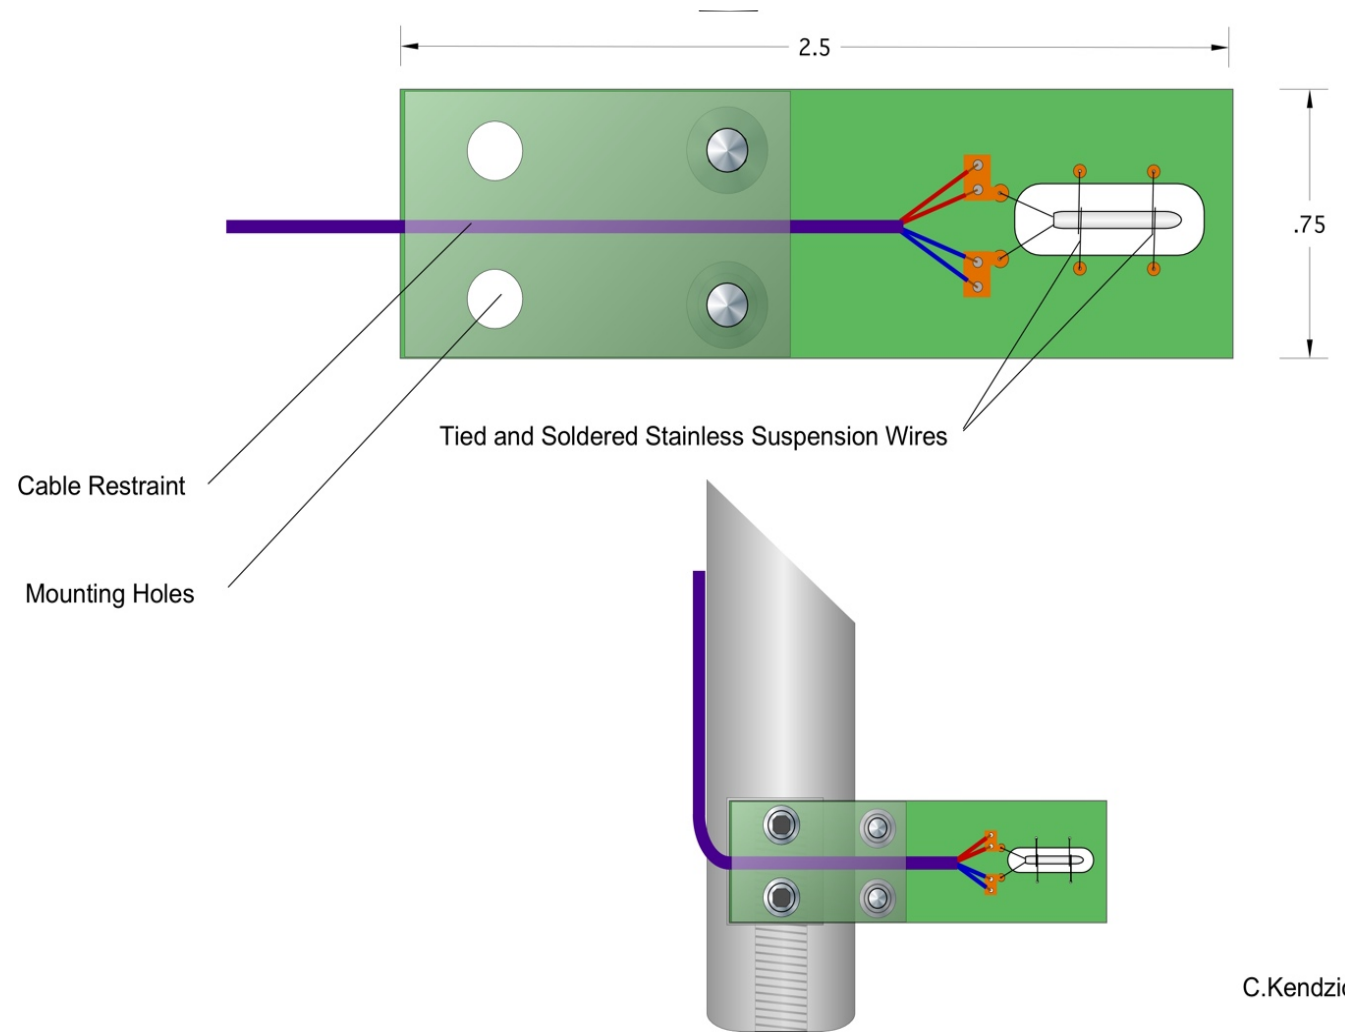 2.5
.75
Tied and Soldered Stainless Suspension Wires
Cable Restraint
Mounting Holes